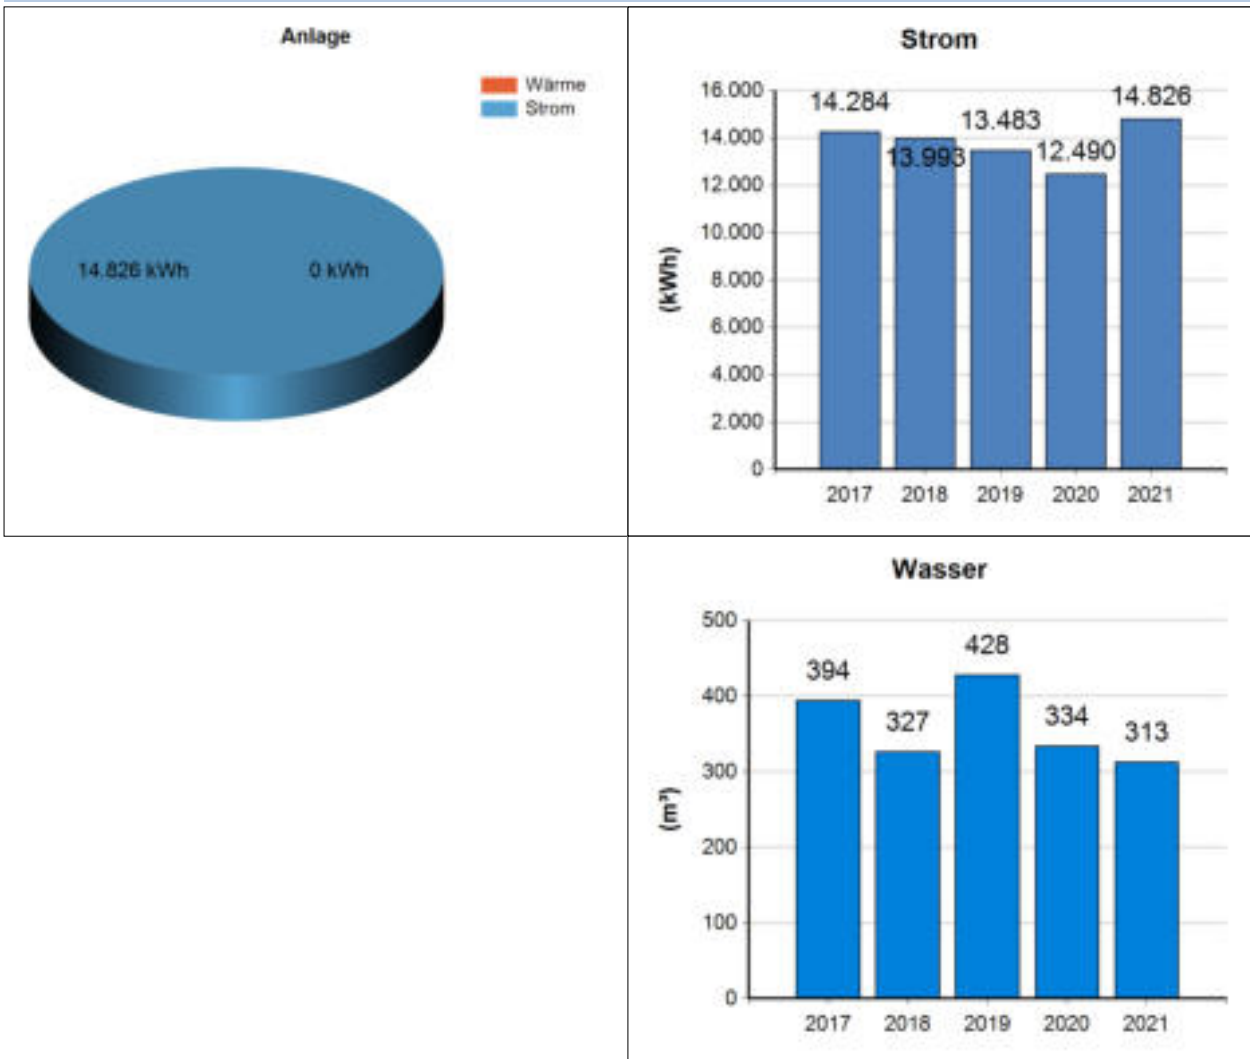 Anlage
Wärme
Strom
14.826 kWh
0 kWh
Strom
(kWh)
16.000
14.000
12.000
10.000
8.000
6.000
4.000
2.000
0
14.284
13.993
13.483
12.490
14.826
2017 2018 2019 2020 2021
Wasser
(m³)
500
400
300
200
100
0
394
327
428
334
313
2017 2018 2019 2020 2021